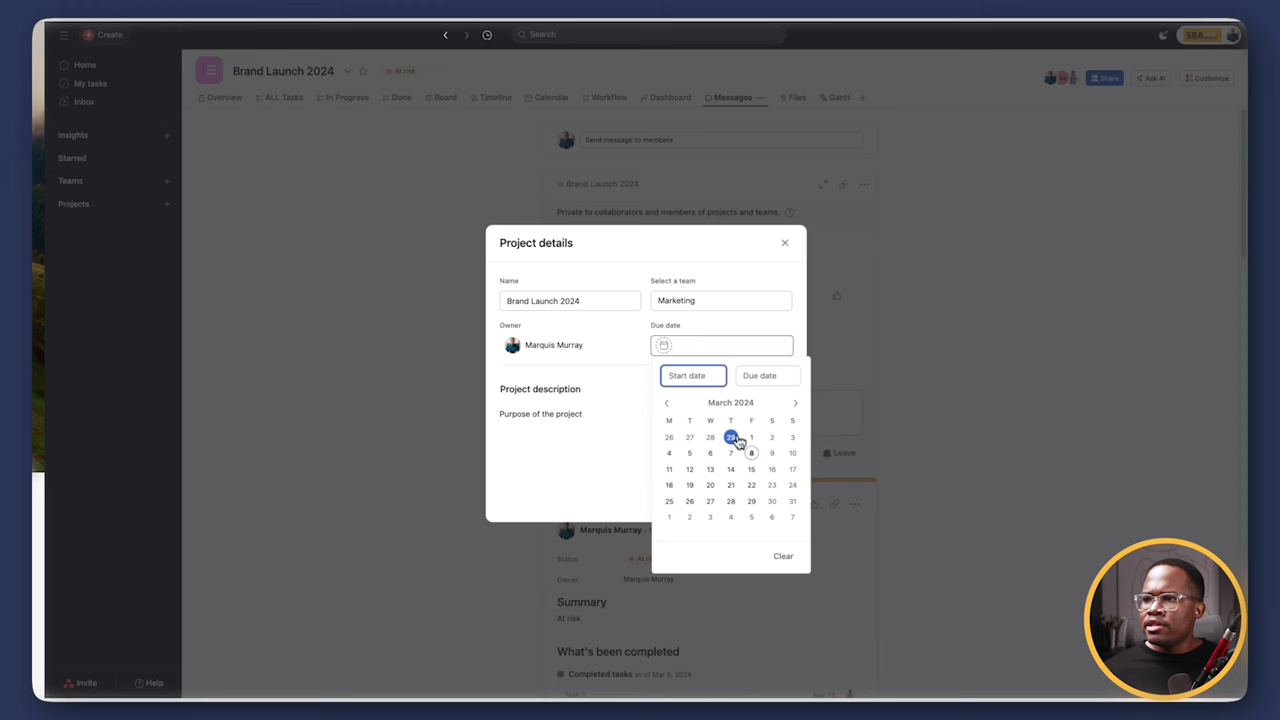 Create
Search
SBA
Home
My tasks
Inbox
Insights
Starred
Teams
Projects
Invite
Help
Brand Launch 2024
At risk
Share
Ask AI
Customize
Overview
ALL Tasks
In Progress
Done
Board
Timeline
Calendar
Workflow
Dashboard
Messages
Files
Gantt
Send message to members
Brand Launch 2024
Private to collaborators and members of projects and teams.
Project details
Name
Select a team
Brand Launch 2024
Marketing
Owner
Due date
Marquis Murray
Project description
Purpose of the project
Start date
Due date
March 2024
M T W T F S S
26 27 28 29 1 2 3
4 5 6 7 8 9 10
11 12 13 14 15 16 17
18 19 20 21 22 23 24
25 26 27 28 29 30 31
1 2 3 4 5 6 7
Clear
Leave
Marquis Murray
Status
Owner
Marquis Murray
Summary
At risk
What's been completed
Completed tasks as of Mar 8, 2024
Mar 12